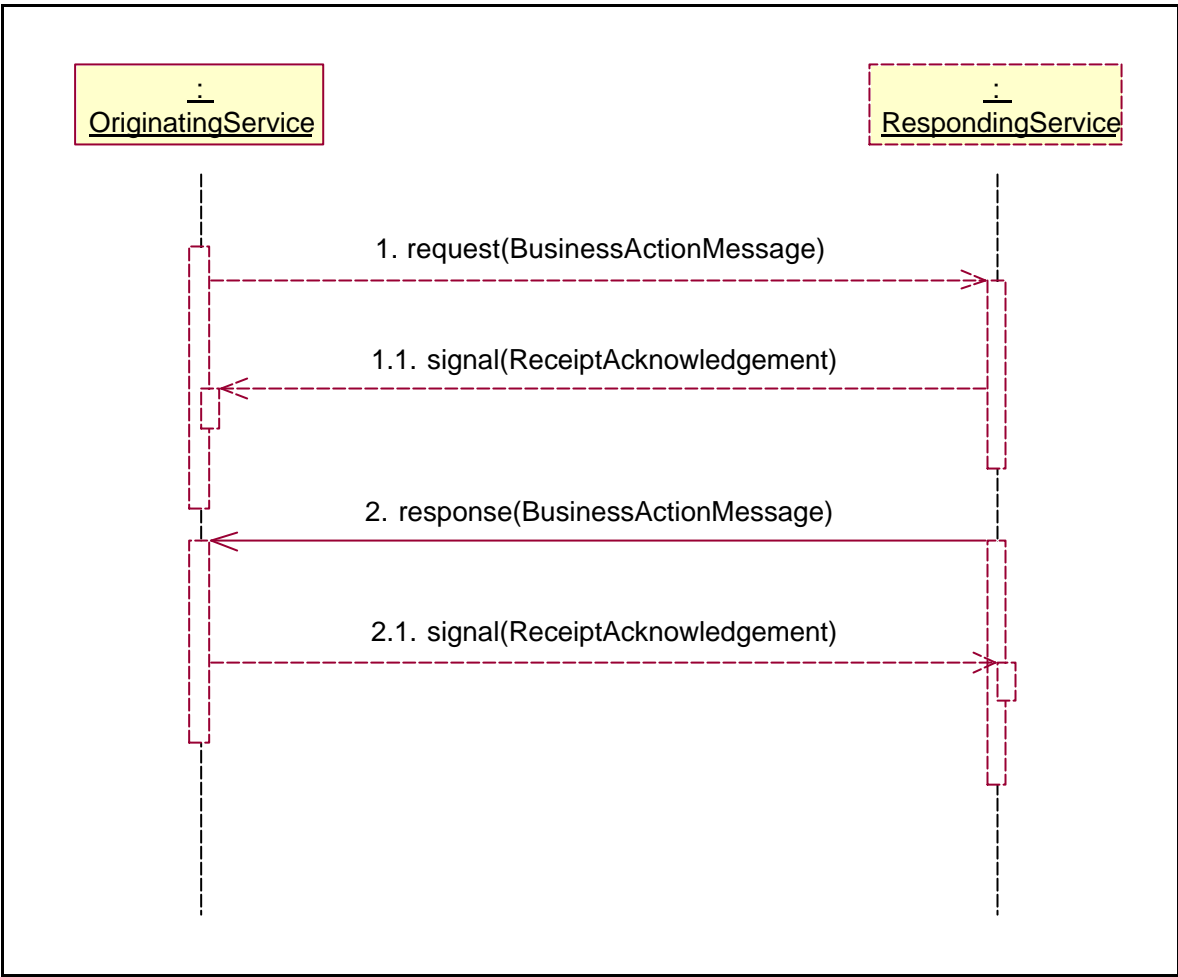 :
OriginatingService
:
RespondingService
1. request(BusinessActionMessage)
1.1. signal(ReceiptAcknowledgement)
2. response(BusinessActionMessage)
2.1. signal(ReceiptAcknowledgement)